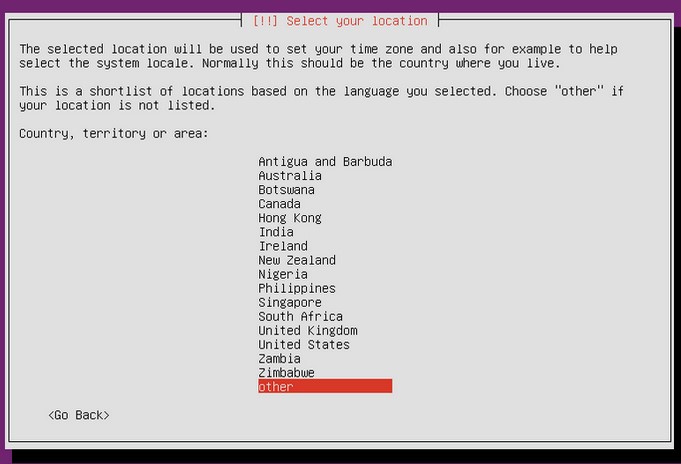 [!!] Select your location
The selected location will be used to set your time zone and also for example to help
select the system locale. Normally this should be the country where you live.
This is a shortlist of locations based on the language you selected. Choose "other" if
your location is not listed.
Country, territory or area:
Antigua and Barbuda
Australia
Botswana
Canada
Hong Kong
India
Ireland
New Zealand
Nigeria
Philippines
Singapore
South Africa
United Kingdom
United States
Zambia
Zimbabwe
other
<Go Back>